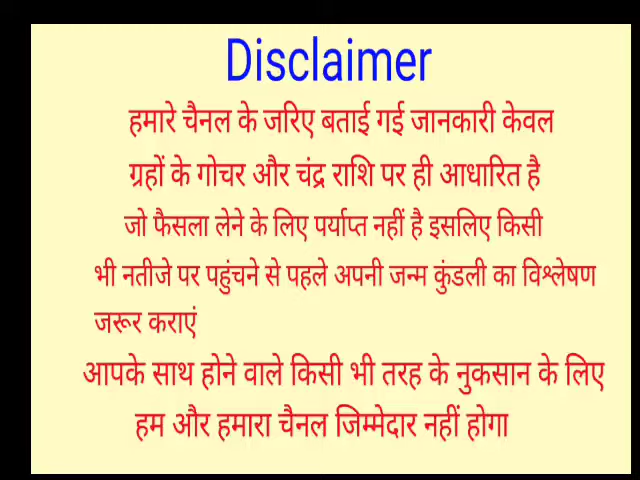 Disclaimer
हमारे चैनल के जरिए बताई गई जानकारी केवल
ग्रहों के गोचर और चंद्र राशि पर ही आधारित है
जो फैसला लेने के लिए पर्याप्त नहीं है इसलिए किसी
भी नतीजे पर पहुंचने से पहले अपनी जन्म कुंडली का विश्लेषण
जरूर कराएं
आपके साथ होने वाले किसी भी तरह के नुकसान के लिए
हम और हमारा चैनल जिम्मेदार नहीं होगा